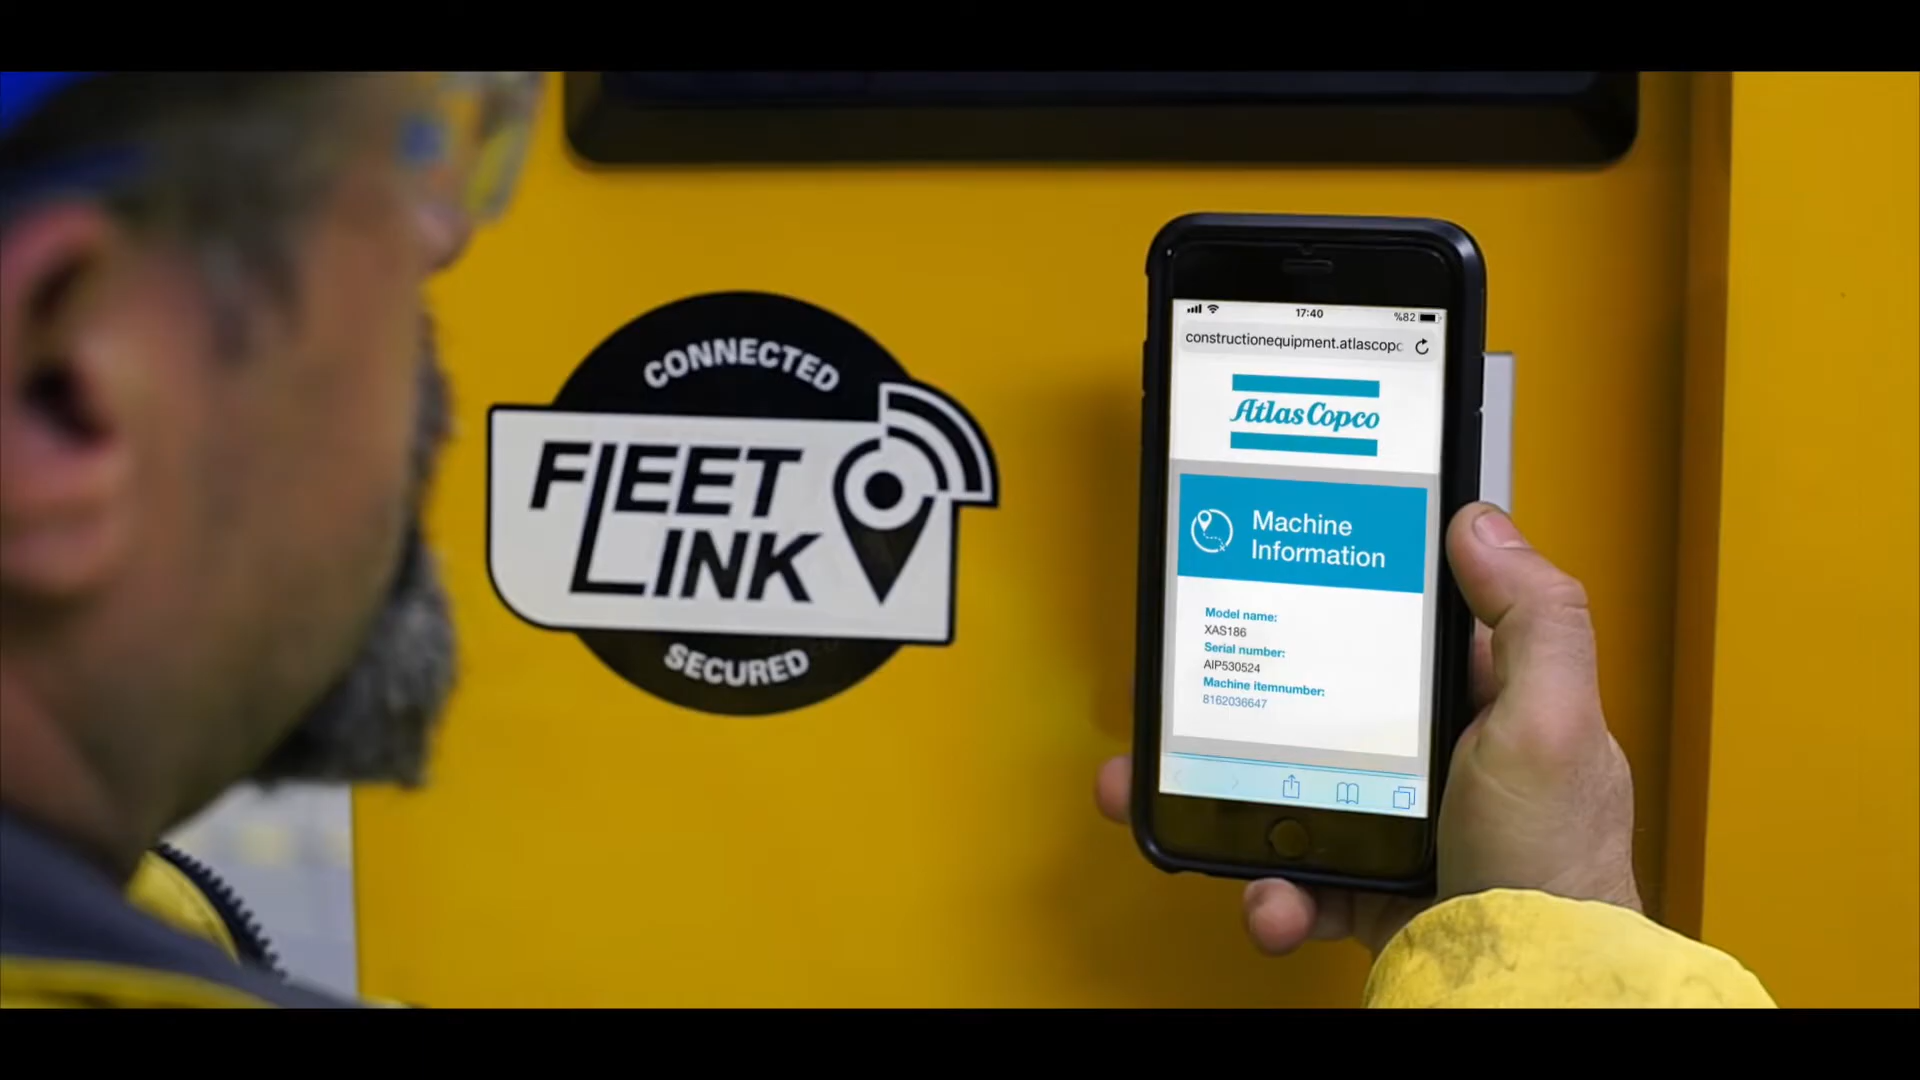 CONNECTED
FLEET
LINK
SECURED
17:40
%82
constructionequipment.atlascopc
Atlas Copco
Machine
Information
Model name:
XAS186
Serial number:
AIP530524
Machine itemnumber:
8162036647